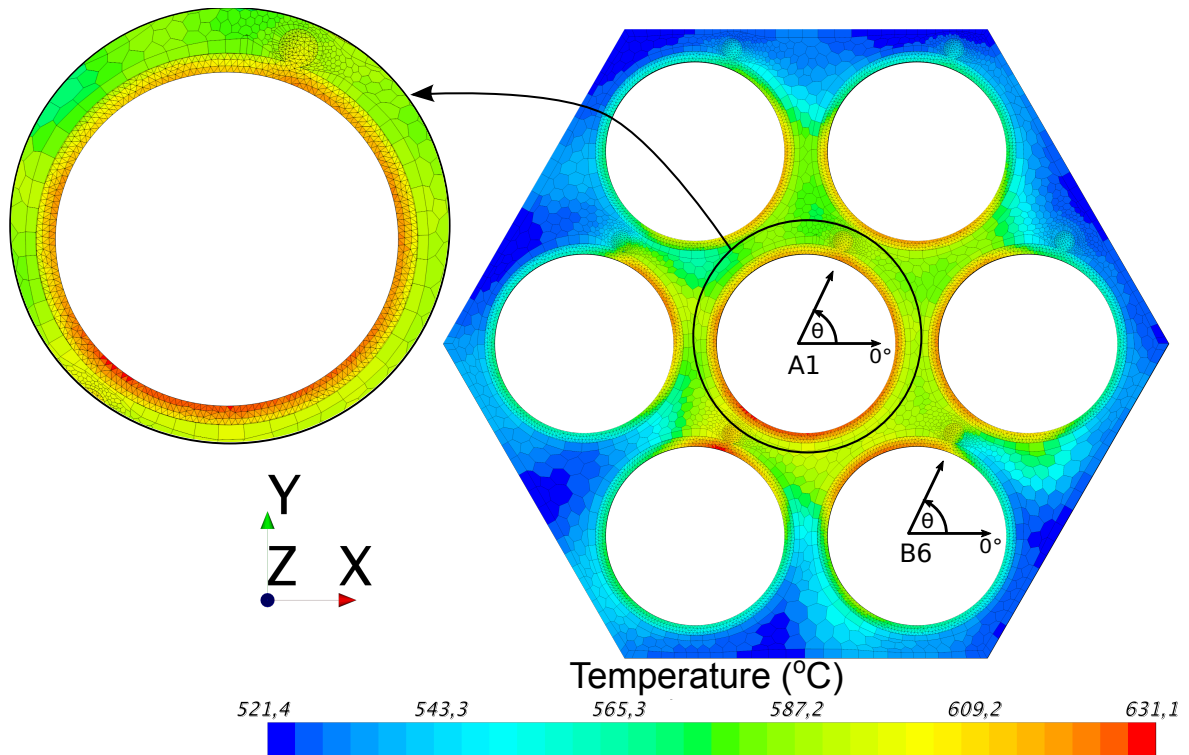 θ
0°
A1
θ
0°
B6
Y
Z X
Temperature (°C)
521,4 543,3 565,3 587,2 609,2 631,1